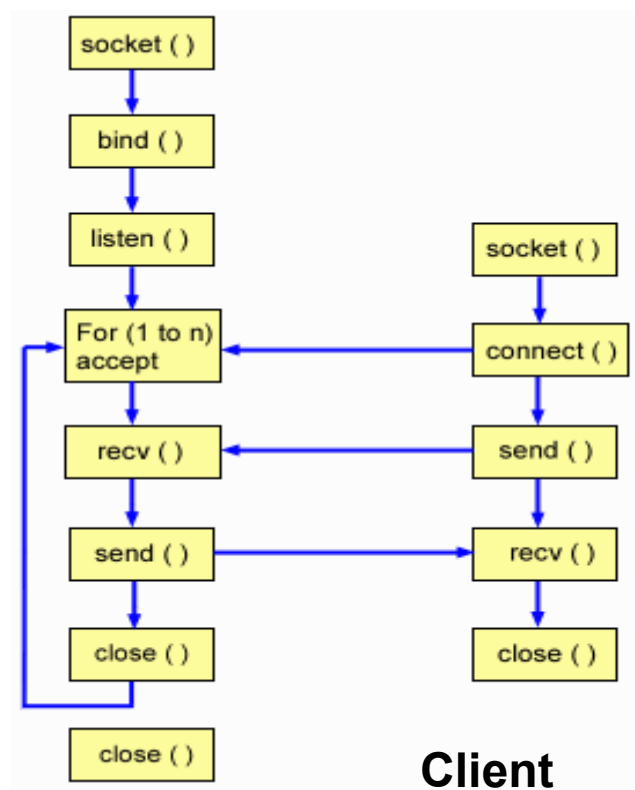 socket ( )
bind ( )
listen ( )
For (1 to n)
accept
recv ( )
send ( )
close ( )
close ( )
socket ( )
connect ( )
send ( )
recv ( )
close ( )
Client